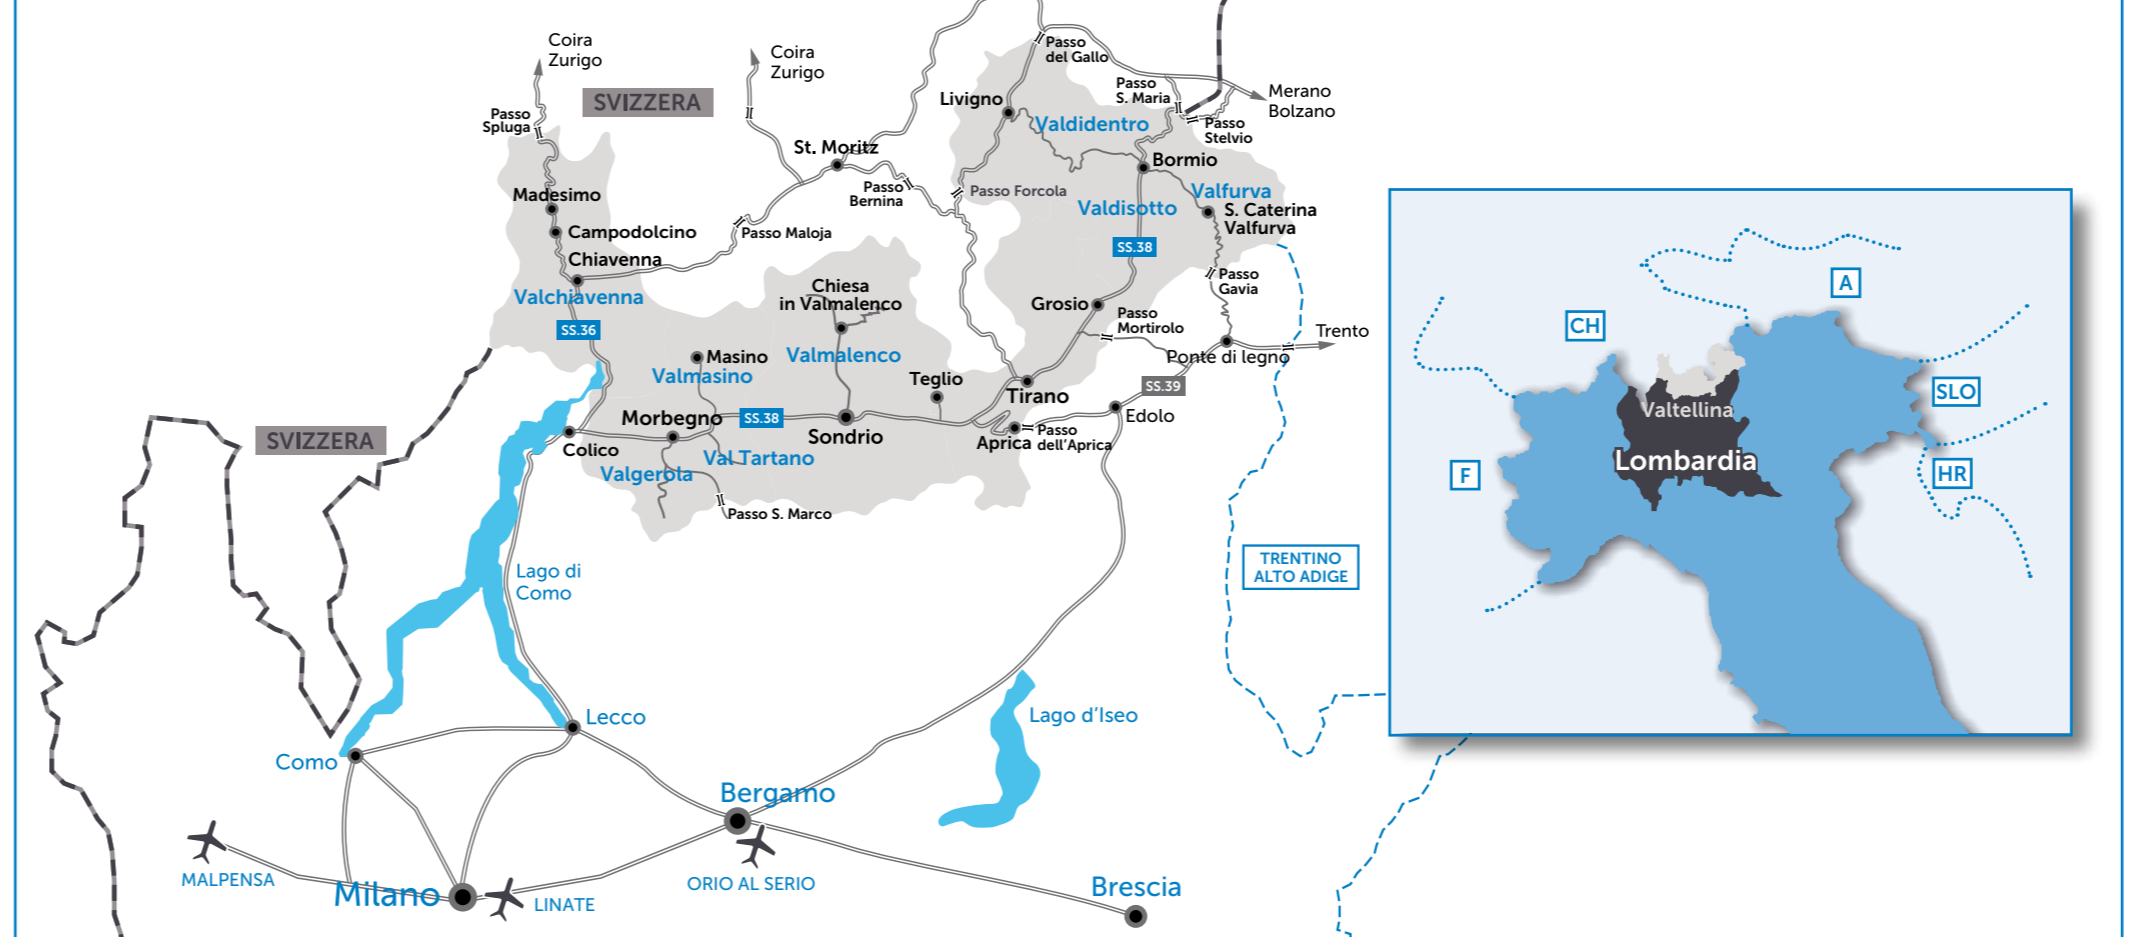 Coira
Zurigo
Coira
Zurigo
SVIZZERA
Passo
Spluga
Passo
del Gallo
Livigno
Passo
S. Maria
Merano
Bolzano
Valdidentro
Passo
Stelvio
St. Moritz
Bormio
Passo
Bernina
Passo Forcola
Valfurva
Madesimo
Valdisotto
S. Caterina
Valfurva
Campodolcino
Passo Maloja
SS.38
Chiavenna
Passo
Gavia
Chiesa
in Valmalenco
Valchiavenna
Grosio
SS.36
Passo
Mortirolo
Trento
Masino
Valmalenco
Ponte di legno
Valmasino
Teglio
SS.39
Tirano
Morbegno
SS.38
Sondrio
Edolo
Aprica
Passo
dell'Aprica
SVIZZERA
Colico
Val Tartano
Valgerola
Passo S. Marco
Lago di
Como
TRENTINO
ALTO ADIGE
Lecco
Lago d'Iseo
Como
Bergamo
MALPENSA
Milano
LINATE
ORIO AL SERIO
Brescia
A
CH
SLO
Valtellina
Lombardia
F
HR